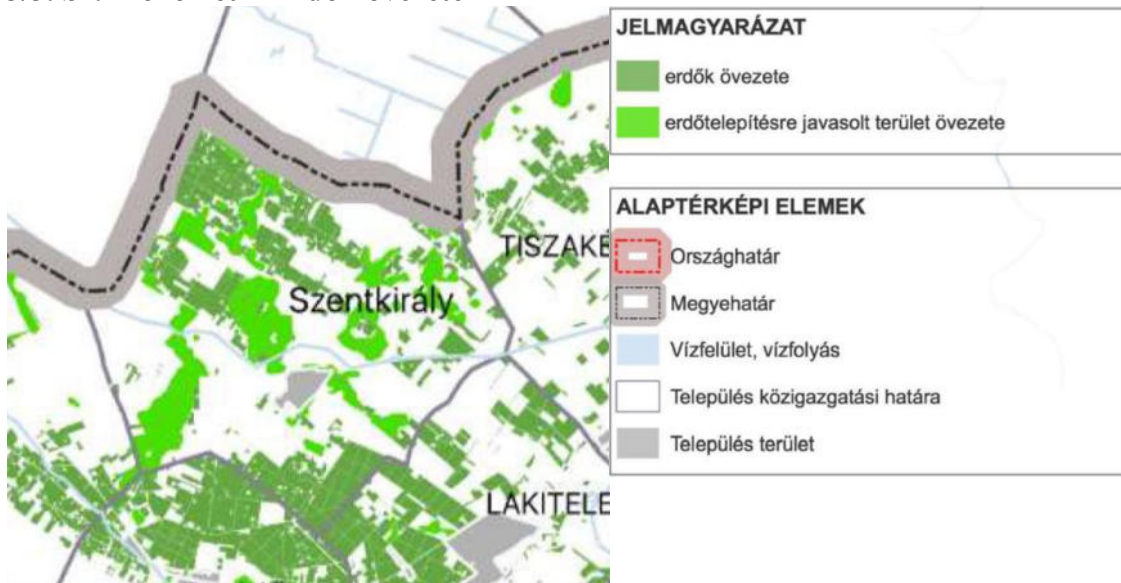 Szentkirály
TISZAKÉ
LAKITELE
JELMAGYARÁZAT
erdők övezete
erdőtelepítésre javasolt terület övezete
ALAPTÉRKÉPI ELEMEK
Országhatár
Megyehatár
Vízfelület, vízfolyás
Település közigazgatási határa
Település terület